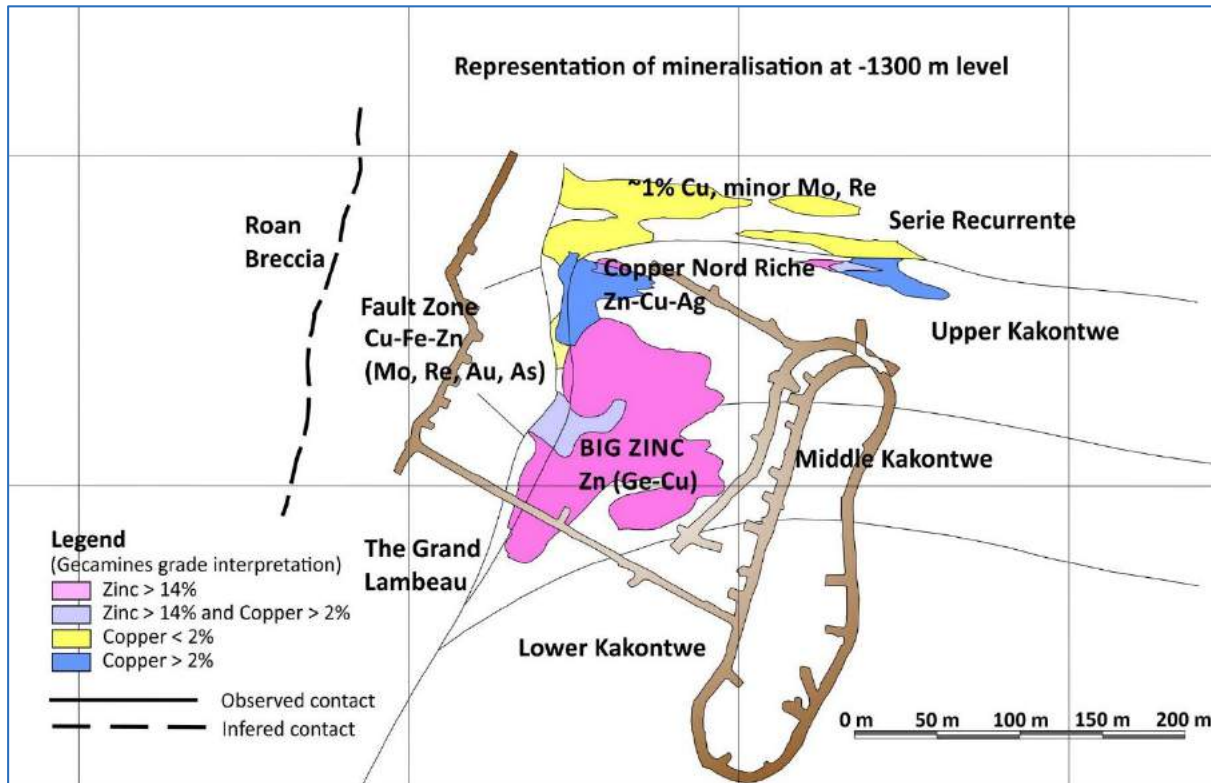 Representation of mineralisation at -1300 m level
~1% Cu, minor Mo, Re
Serie Recurrente
Roan
Breccia
Copper Nord Riche
Zn-Cu-Ag
Fault Zone
Cu-Fe-Zn
(Mo, Re, Au, As)
Upper Kakontwe
BIG ZINC
Zn (Ge-Cu)
Middle Kakontwe
The Grand
Lambeau
Lower Kakontwe
Legend
(Gecamines grade interpretation)
Zinc > 14%
Zinc > 14% and Copper > 2%
Copper < 2%
Copper > 2%
Observed contact
Infered contact
0 m 50 m 100 m 150 m 200 m